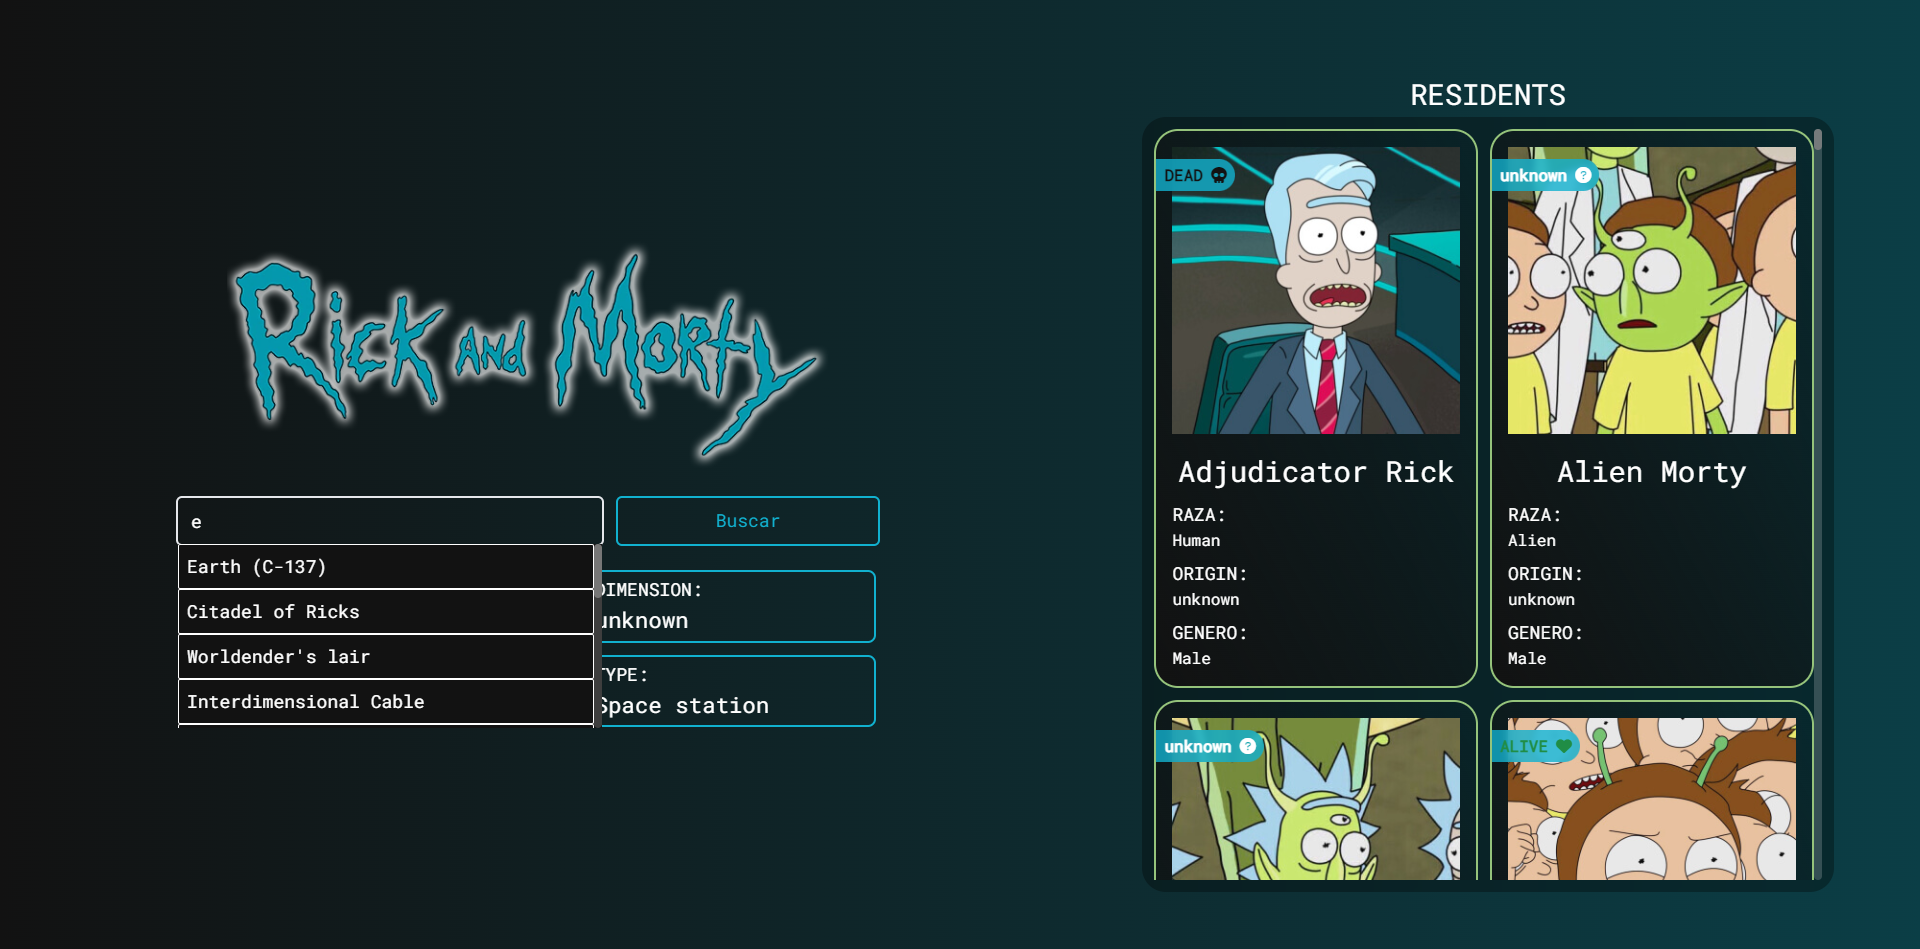 Rick and Morty
e
Buscar
Earth (C-137)
Citadel of Ricks
Worldender's lair
Interdimensional Cable
DIMENSION:
unknown
TYPE:
Space station
RESIDENTS
DEAD
Adjudicator Rick
RAZA:
Human
ORIGIN:
unknown
GENERO:
Male
unknown ?
Alien Morty
RAZA:
Alien
ORIGIN:
unknown
GENERO:
Male
unknown ?
ALIVE